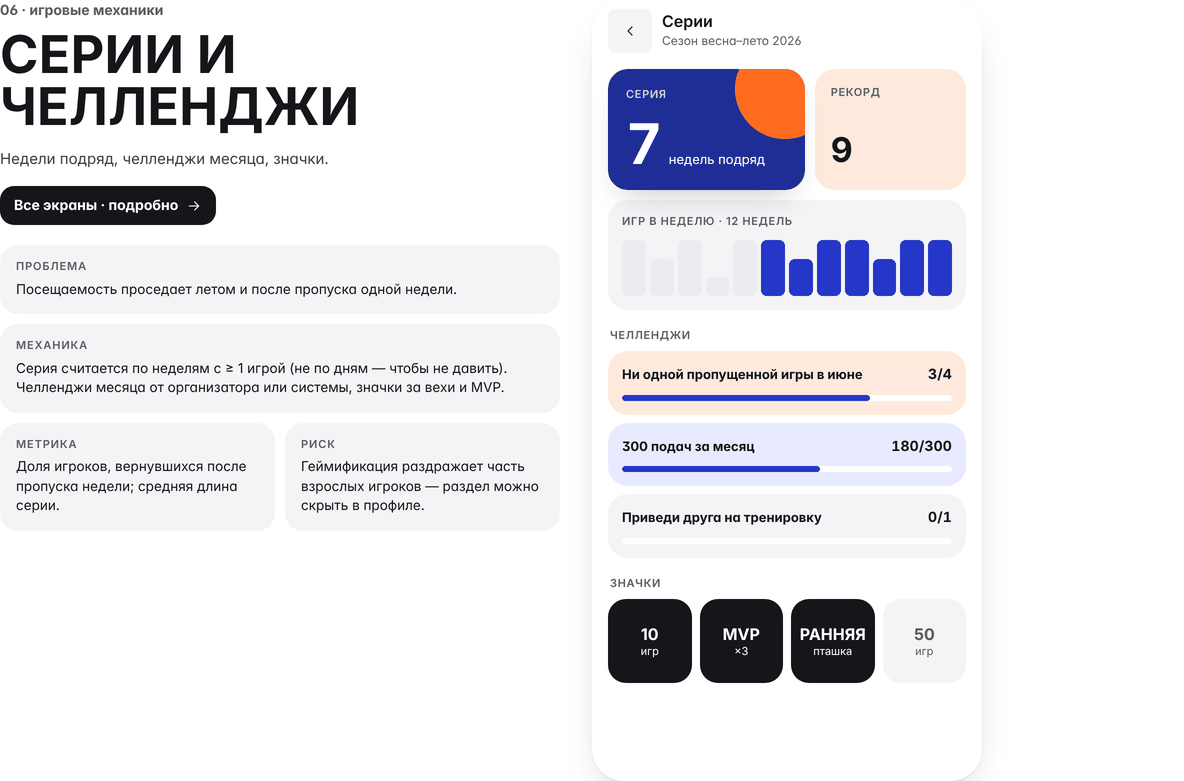 06 · игровые механики
СЕРИИ И
ЧЕЛЛЕНДЖИ
Недели подряд, челленджи месяца, значки.
Все экраны · подробно →
ПРОБЛЕМА
Посещаемость проседает летом и после пропуска одной недели.
МЕХАНИКА
Серия считается по неделям с ≥ 1 игрой (не по дням — чтобы не давить).
Челленджи месяца от организатора или системы, значки за вехи и MVP.
МЕТРИКА
Доля игроков, вернувшихся после
пропуска недели; средняя длина
серии.
РИСК
Геймификация раздражает часть
взрослых игроков — раздел можно
скрыть в профиле.
Серии
Сезон весна–лето 2026
СЕРИЯ
7 недель подряд
РЕКОРД
9
ИГР В НЕДЕЛЮ · 12 НЕДЕЛЬ
ЧЕЛЛЕНДЖИ
Ни одной пропущенной игры в июне 3/4
300 подач за месяц 180/300
Приведи друга на тренировку 0/1
ЗНАЧКИ
10
игр
MVP
×3
РАННЯЯ
пташка
50
игр